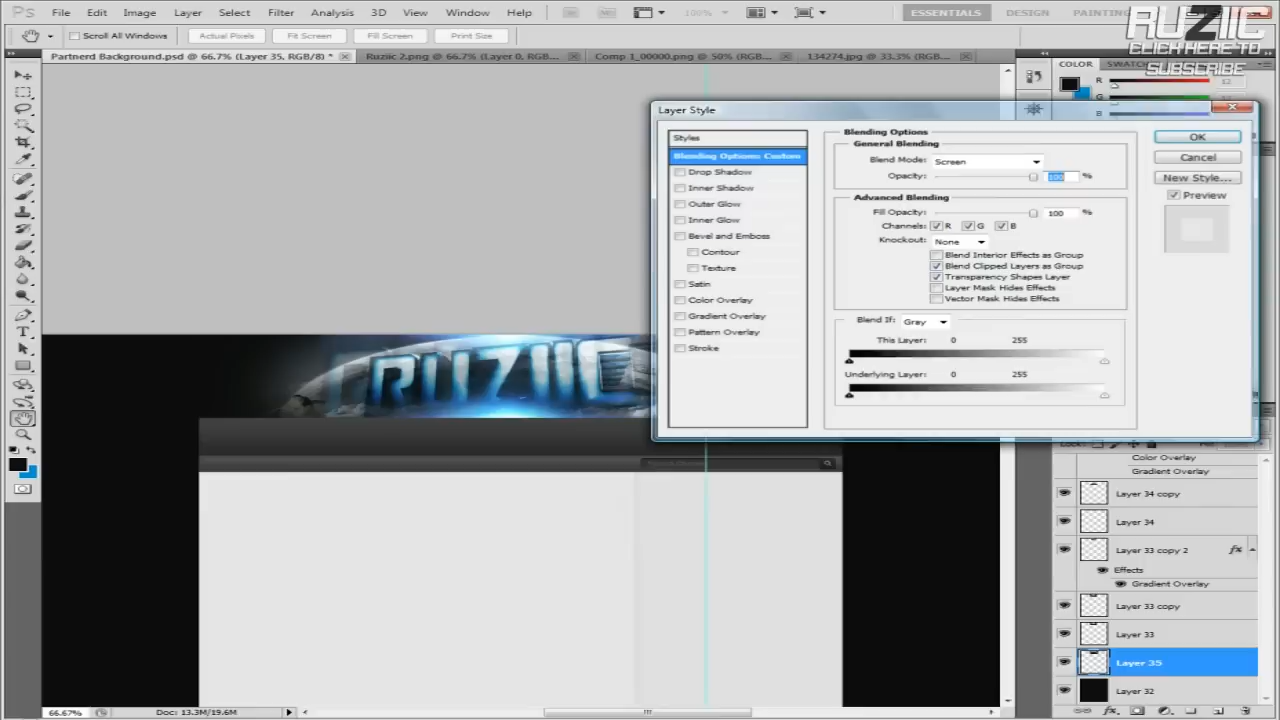 Ps File Edit Image Layer Select Filter Analysis 3D View Window Help 100% ESSENTIALS DESIGN PAINTING
RUZIIC
CLICK HERE TO
SUBSCRIBE
Scroll All Windows Actual Pixels Fit Screen Fill Screen Print Size
Partnerd Background.psd @ 66.7% (Layer 35, RGB/8) * Ruziic 2.png @ 66.7% (Layer 0, RGB... Comp 1_00000.png @ 50% (RGB... 134274.jpg @ 33.3% (RGB...
COLOR
R
G
B
Layer Style
Styles
Blending Options: Custom
Drop Shadow
Inner Shadow
Outer Glow
Inner Glow
Bevel and Emboss
Contour
Texture
Satin
Color Overlay
Gradient Overlay
Pattern Overlay
Stroke
Blending Options
General Blending
Blend Mode: Screen
Opacity: 100 %
Advanced Blending
Fill Opacity: 100 %
Channels: R G B
Knockout: None
Blend Interior Effects as Group
Blend Clipped Layers as Group
Transparency Shapes Layer
Layer Mask Hides Effects
Vector Mask Hides Effects
Blend If: Gray
This Layer: 0 255
Underlying Layer: 0 255
OK
Cancel
New Style...
Preview
RUZIIC
Color Overlay
Gradient Overlay
Layer 34 copy
Layer 34
Layer 33 copy 2 fx
Effects
Gradient Overlay
Layer 33 copy
Layer 33
Layer 35
Layer 32
66.67% Doc: 13.3M/19.6M